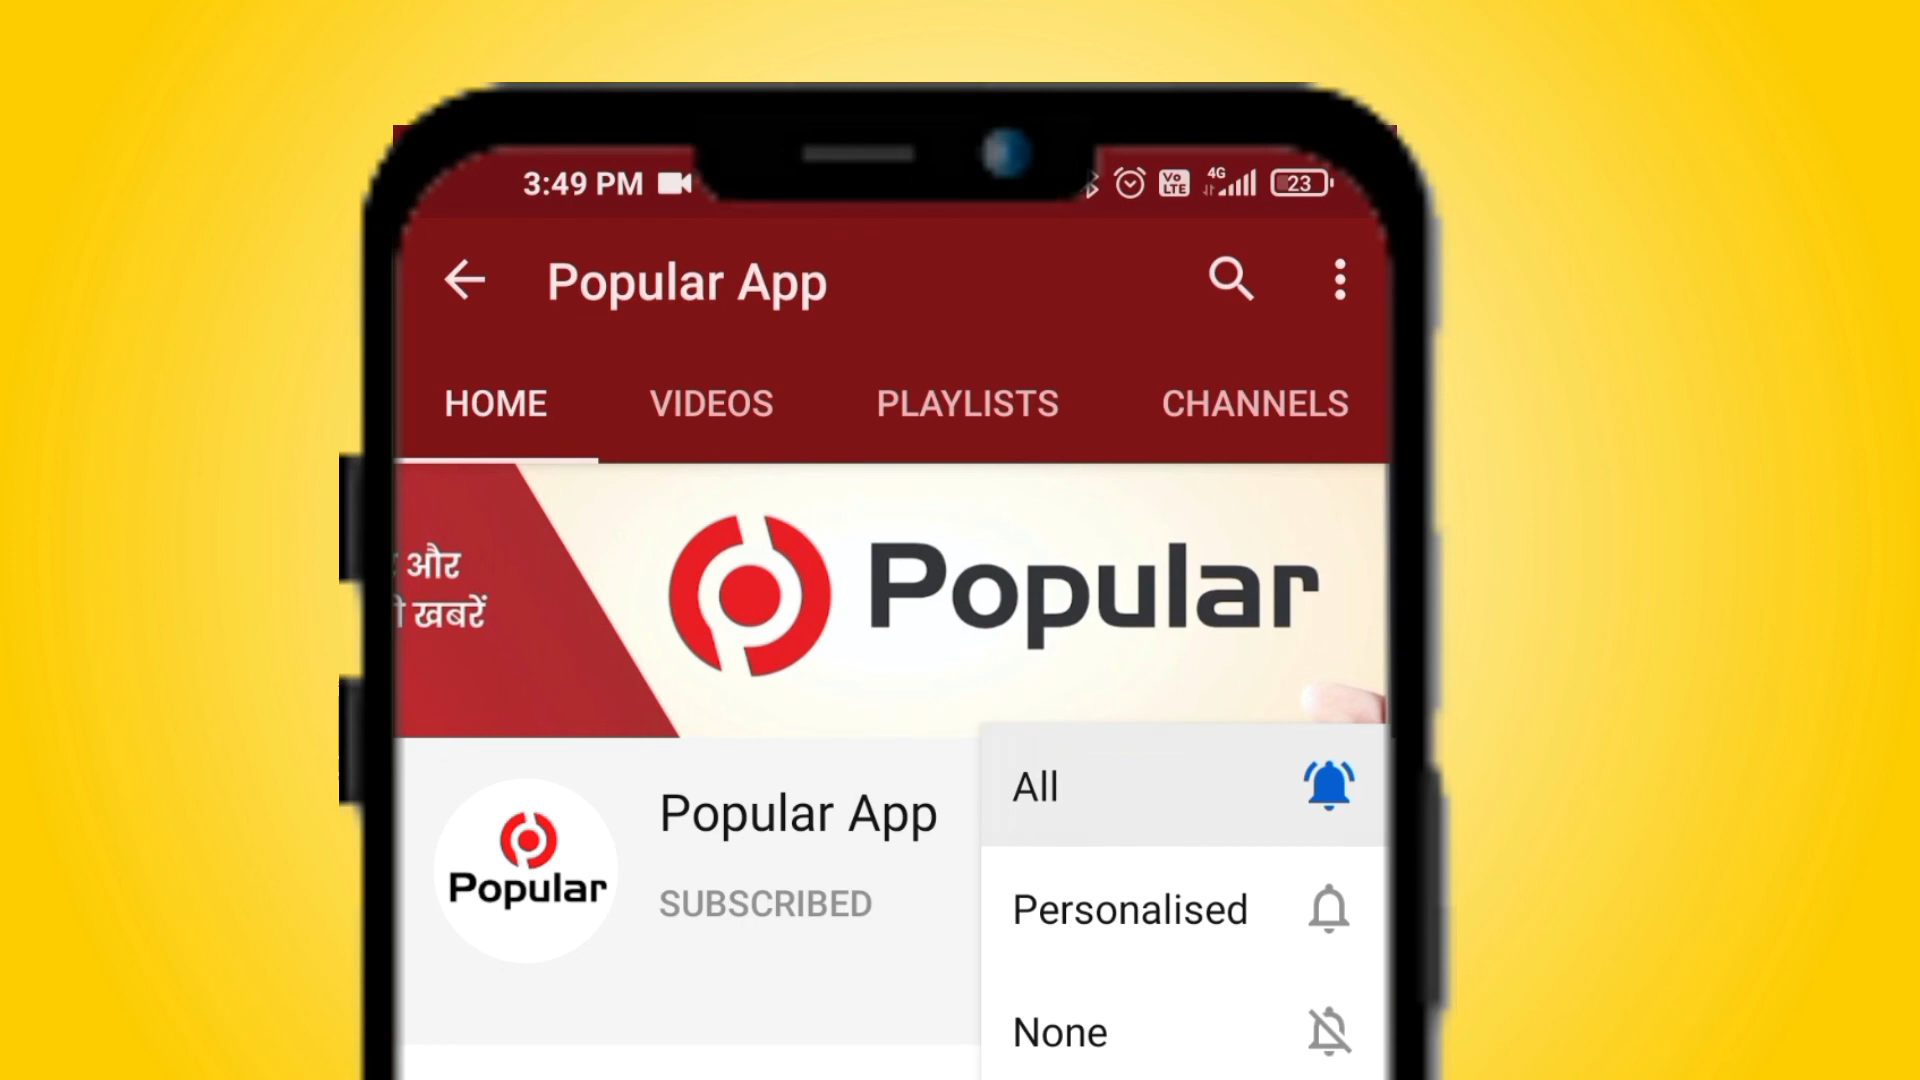 3:49 PM
Vo LTE 4G 23
Popular App
HOME VIDEOS PLAYLISTS CHANNELS
और
खबरें
Popular
Popular
Popular App
SUBSCRIBED
All
Personalised
None